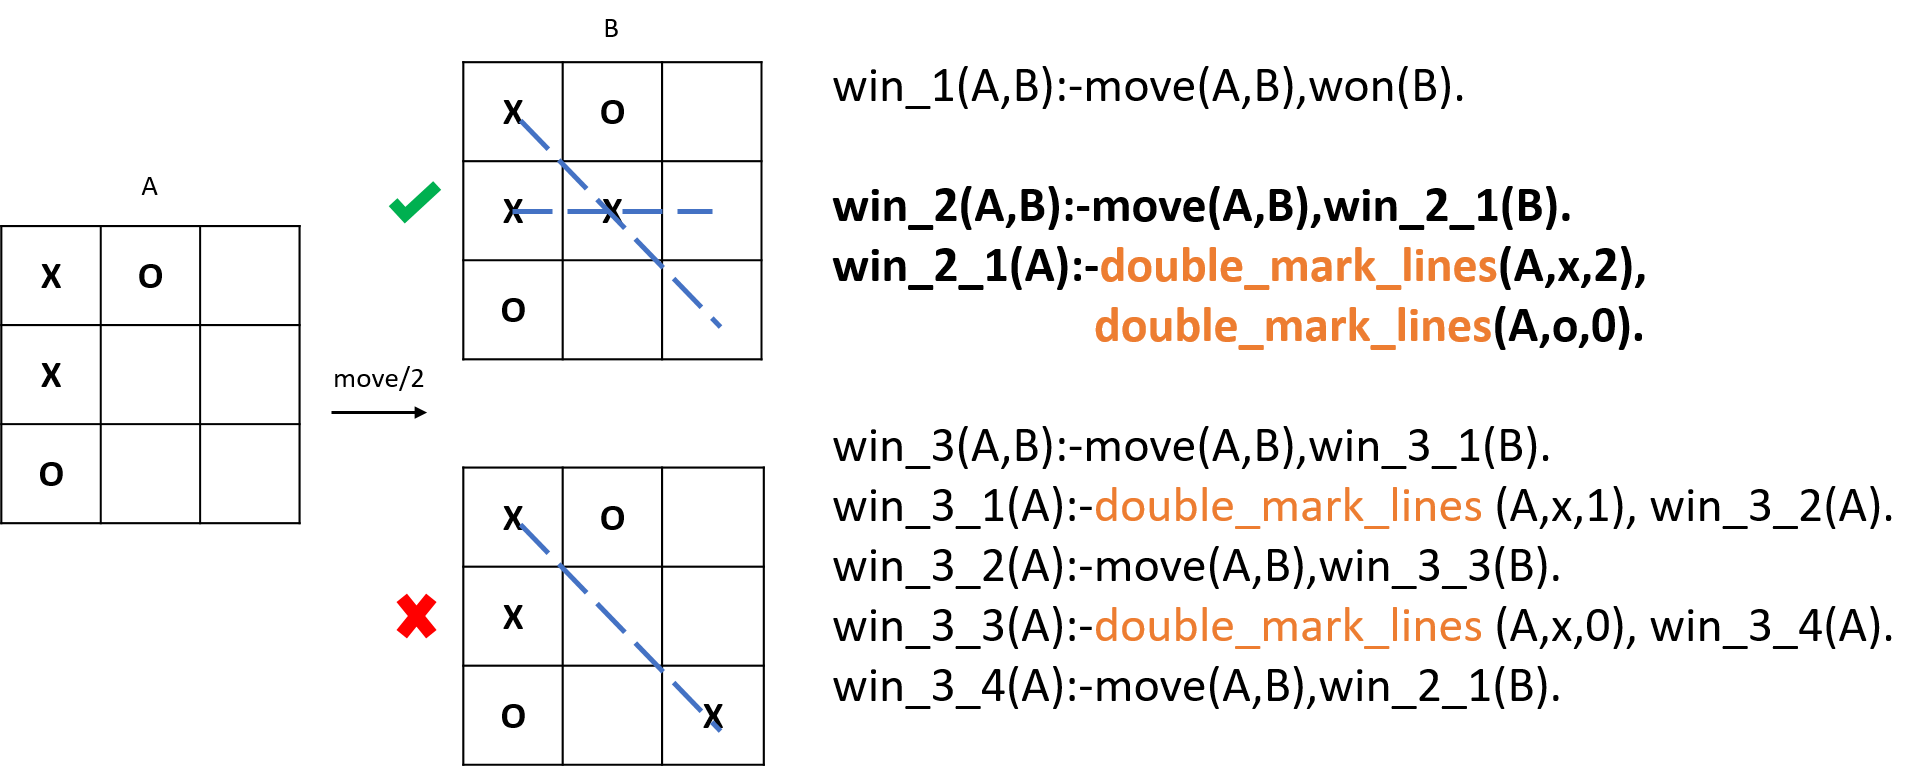 A
X O
X
O
move/2
B
X O
X X
O
X O
X
O X
win_1(A,B):-move(A,B),won(B).
win_2(A,B):-move(A,B),win_2_1(B).
win_2_1(A):-double_mark_lines(A,x,2),
double_mark_lines(A,o,0).
win_3(A,B):-move(A,B),win_3_1(B).
win_3_1(A):-double_mark_lines (A,x,1), win_3_2(A).
win_3_2(A):-move(A,B),win_3_3(B).
win_3_3(A):-double_mark_lines (A,x,0), win_3_4(A).
win_3_4(A):-move(A,B),win_2_1(B).